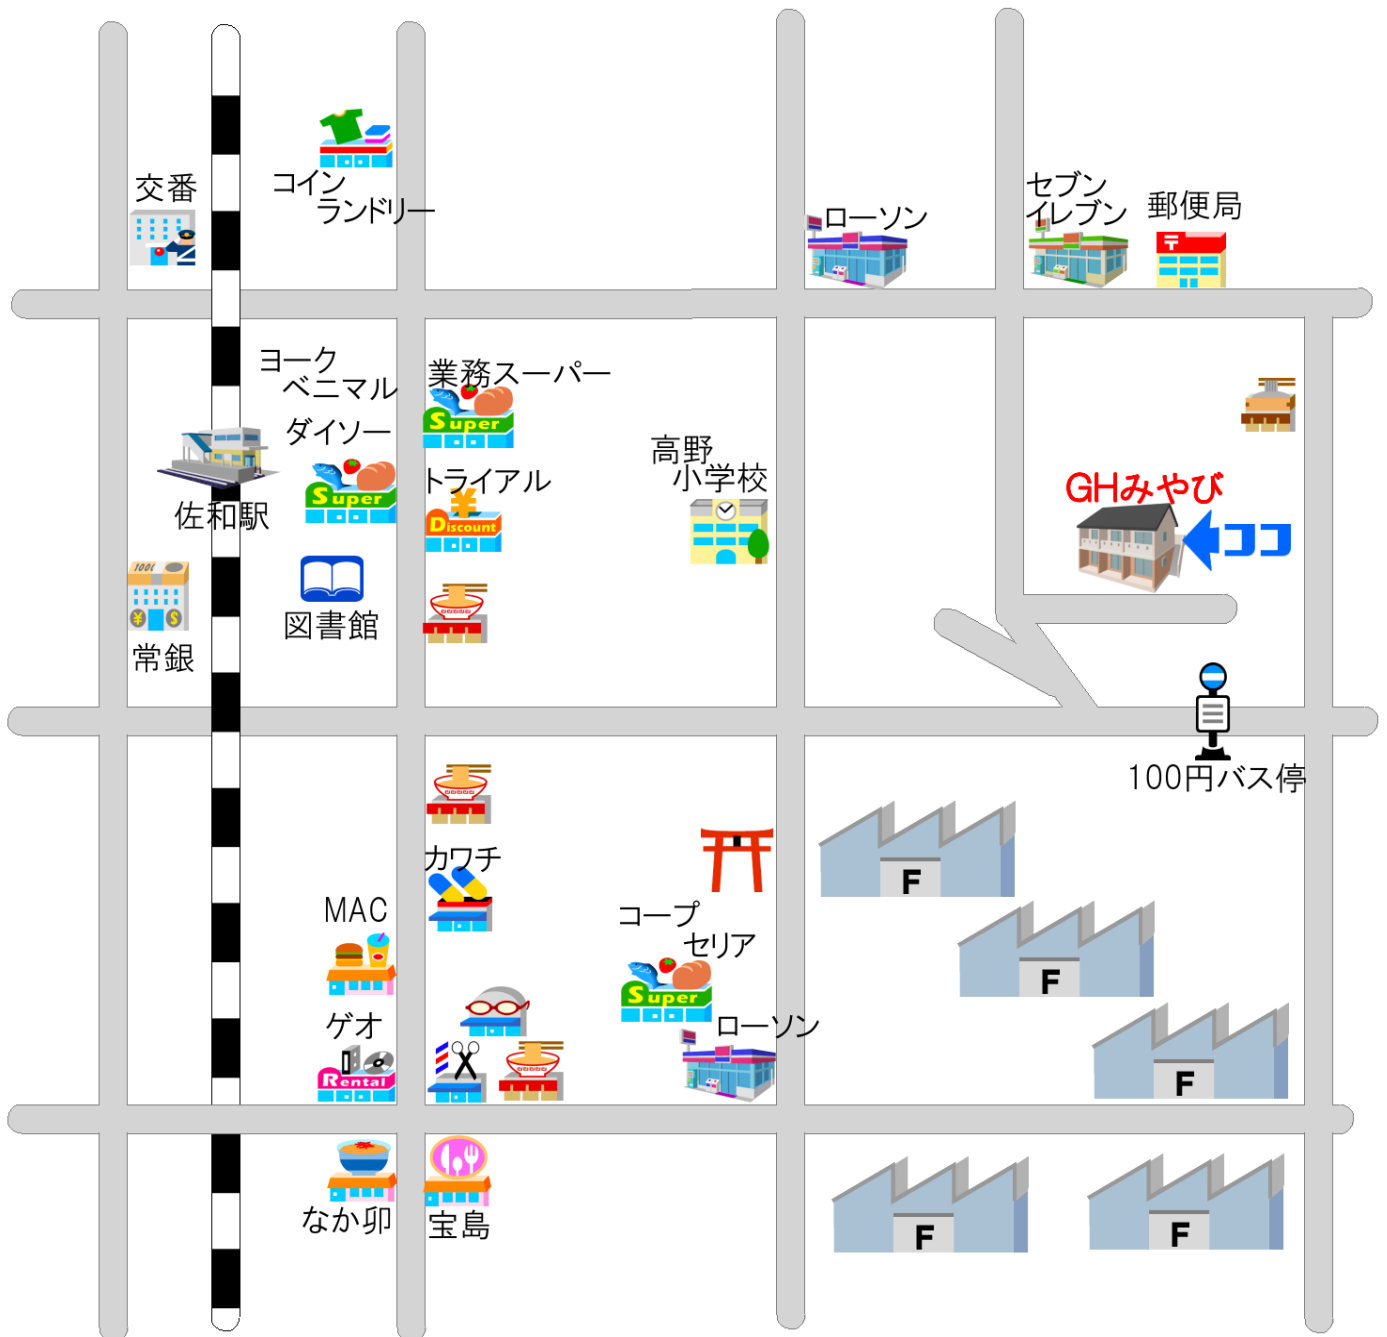 交番
コイン
ランドリー
ローソン
セブン
イレブン
郵便局
〒
ヨーク
ベニマル
ダイソー
Super
業務スーパー
Super
トライアル
¥
Discount
高野
小学校
GHみやび
ココ
佐和駅
1000
¥
$
常銀
図書館
100円バス停
カワチ
MAC
コープ
セリア
Super
ゲオ
Rental
ローソン
F
F
F
なか卯
宝島
F
F